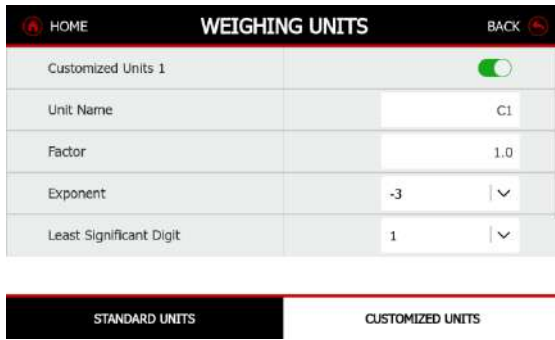 HOME WEIGHING UNITS BACK
Customized Units 1
Unit Name C1
Factor 1.0
Exponent -3
Least Significant Digit 1
STANDARD UNITS CUSTOMIZED UNITS